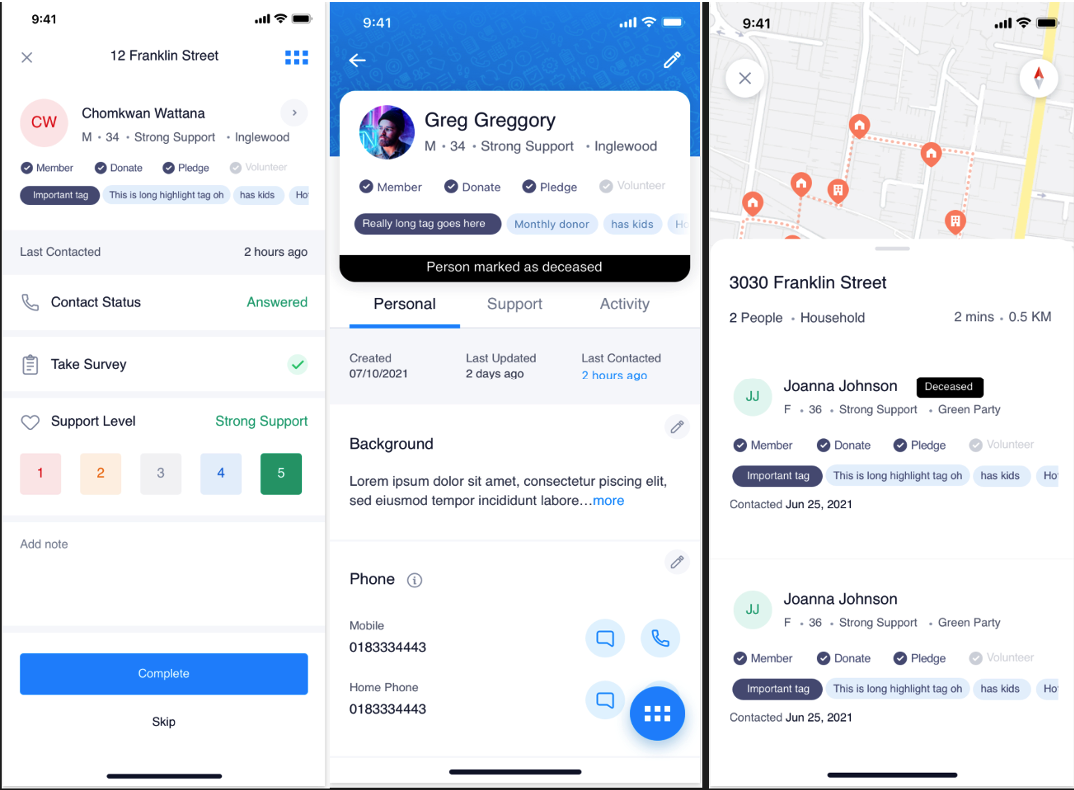 9:41
12 Franklin Street
CW
Chomkwan Wattana
M • 34 • Strong Support • Inglewood
Member Donate Pledge Volunteer
Important tag This is long highlight tag oh has kids Ho
Last Contacted 2 hours ago
Contact Status Answered
Take Survey
Support Level Strong Support
1 2 3 4 5
Add note
Complete
Skip
9:41
Greg Greggory
M • 34 • Strong Support • Inglewood
Member Donate Pledge Volunteer
Really long tag goes here Monthly donor has kids Ho
Person marked as deceased
Personal Support Activity
Created Last Updated Last Contacted
07/10/2021 2 days ago 2 hours ago
Background
Lorem ipsum dolor sit amet, consectetur piscing elit,
sed eiusmod tempor incididunt labore...more
Phone
Mobile
0183334443
Home Phone
0183334443
9:41
3030 Franklin Street
2 People • Household 2 mins • 0.5 KM
JJ
Joanna Johnson Deceased
F • 36 • Strong Support • Green Party
Member Donate Pledge Volunteer
Important tag This is long highlight tag oh has kids Ho
Contacted Jun 25, 2021
JJ
Joanna Johnson
F • 36 • Strong Support • Green Party
Member Donate Pledge Volunteer
Important tag This is long highlight tag oh has kids Ho
Contacted Jun 25, 2021